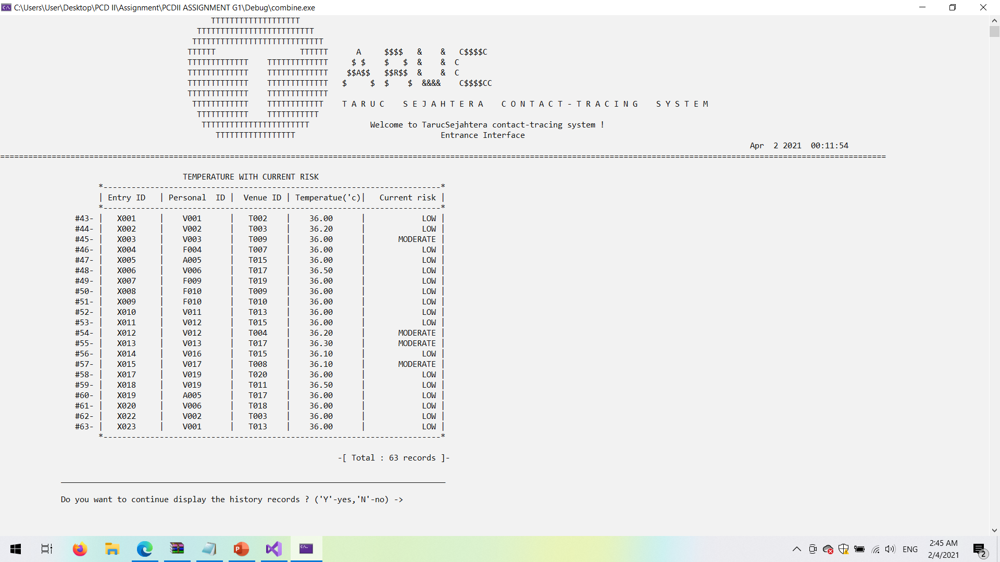 C:\Users\User\Desktop\PCD II\Assignment\PCDII ASSIGNMENT G1\Debug\combine.exe
TTTTTTTTTTTTTTTTTTT
TTTTTTTTTTTTTTTTTTTTTTTTT
TTTTTTTTTTTTTTTTTTTTTTTTTTTT
TTTTTT TTTTTT A $$$$ & & C$$$$C
TTTTTTTTTTTTT TTTTTTTTTTTTT $ $ $ $ & & C
TTTTTTTTTTTTT TTTTTTTTTTTTT $$A$$ $$R$$ & & C
TTTTTTTTTTTTT TTTTTTTTTTTTT $ $ $ $ &&&& C$$$$CC
TTTTTTTTTTTTT TTTTTTTTTTTTT
TTTTTTTTTTTT TTTTTTTTTTTT T A R U C S E J A H T E R A C O N T A C T - T R A C I N G S Y S T E M
TTTTTTTTTTT TTTTTTTTTTT
TTTTTTTTTTTTTTTTTTTTTTT Welcome to TarucSejahtera contact-tracing system !
TTTTTTTTTTTTTTTTT Entrance Interface
Apr 2 2021 00:11:54
TEMPERATURE WITH CURRENT RISK
| Entry ID | Personal ID | Venue ID | Temperatue('c)| Current risk |
#43- | X001 | V001 | T002 | 36.00 | LOW |
#44- | X002 | V002 | T003 | 36.20 | LOW |
#45- | X003 | V003 | T009 | 36.00 | MODERATE |
#46- | X004 | F004 | T007 | 36.00 | LOW |
#47- | X005 | A005 | T015 | 36.00 | LOW |
#48- | X006 | V006 | T017 | 36.50 | LOW |
#49- | X007 | F009 | T019 | 36.00 | LOW |
#50- | X008 | F010 | T009 | 36.00 | LOW |
#51- | X009 | F010 | T010 | 36.00 | LOW |
#52- | X010 | V011 | T013 | 36.00 | LOW |
#53- | X011 | V012 | T015 | 36.00 | LOW |
#54- | X012 | V012 | T004 | 36.20 | MODERATE |
#55- | X013 | V013 | T017 | 36.30 | MODERATE |
#56- | X014 | V016 | T015 | 36.10 | LOW |
#57- | X015 | V017 | T008 | 36.10 | MODERATE |
#58- | X017 | V019 | T020 | 36.00 | LOW |
#59- | X018 | V019 | T011 | 36.50 | LOW |
#60- | X019 | A005 | T017 | 36.00 | LOW |
#61- | X020 | V006 | T018 | 36.00 | LOW |
#62- | X022 | V002 | T003 | 36.00 | LOW |
#63- | X023 | V001 | T013 | 36.00 | LOW |
-[ Total : 63 records ]-
Do you want to continue display the history records ? ('Y'-yes,'N'-no) ->
ENG
2:45 AM
2/4/2021
2